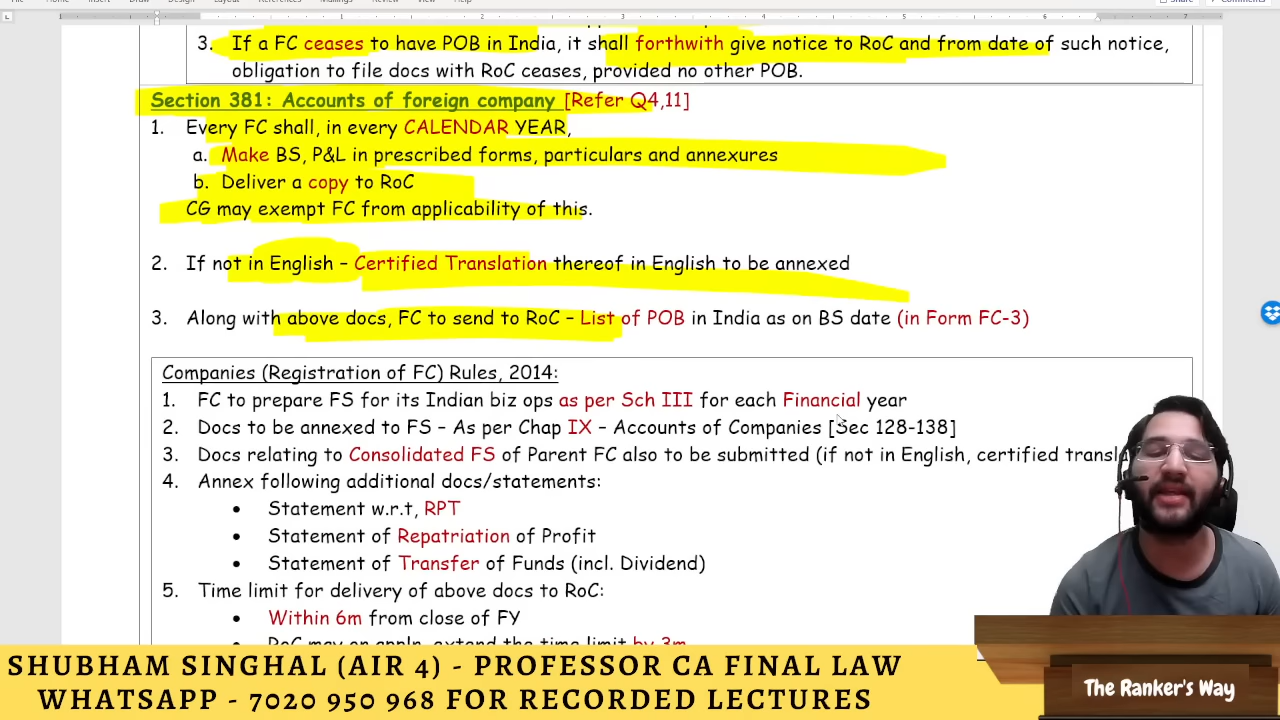 3. If a FC ceases to have POB in India, it shall forthwith give notice to RoC and from date of such notice,
obligation to file docs with RoC ceases, provided no other POB.
Section 381: Accounts of foreign company [Refer Q4,11]
1. Every FC shall, in every CALENDAR YEAR,
a. Make BS, P&L in prescribed forms, particulars and annexures
b. Deliver a copy to RoC
CG may exempt FC from applicability of this.
2. If not in English – Certified Translation thereof in English to be annexed
3. Along with above docs, FC to send to RoC – List of POB in India as on BS date (in Form FC-3)
Companies (Registration of FC) Rules, 2014:
1. FC to prepare FS for its Indian biz ops as per Sch III for each Financial year
2. Docs to be annexed to FS – As per Chap IX – Accounts of Companies [Sec 128-138]
3. Docs relating to Consolidated FS of Parent FC also to be submitted (if not in English, certified transla
4. Annex following additional docs/statements:
• Statement w.r.t, RPT
• Statement of Repatriation of Profit
• Statement of Transfer of Funds (incl. Dividend)
5. Time limit for delivery of above docs to RoC:
• Within 6m from close of FY
• RoC may on appln, extend the time limit by 3m
SHUBHAM SINGHAL (AIR 4) - PROFESSOR CA FINAL LAW
WHATSAPP - 7020 950 968 FOR RECORDED LECTURES
The Ranker's Way